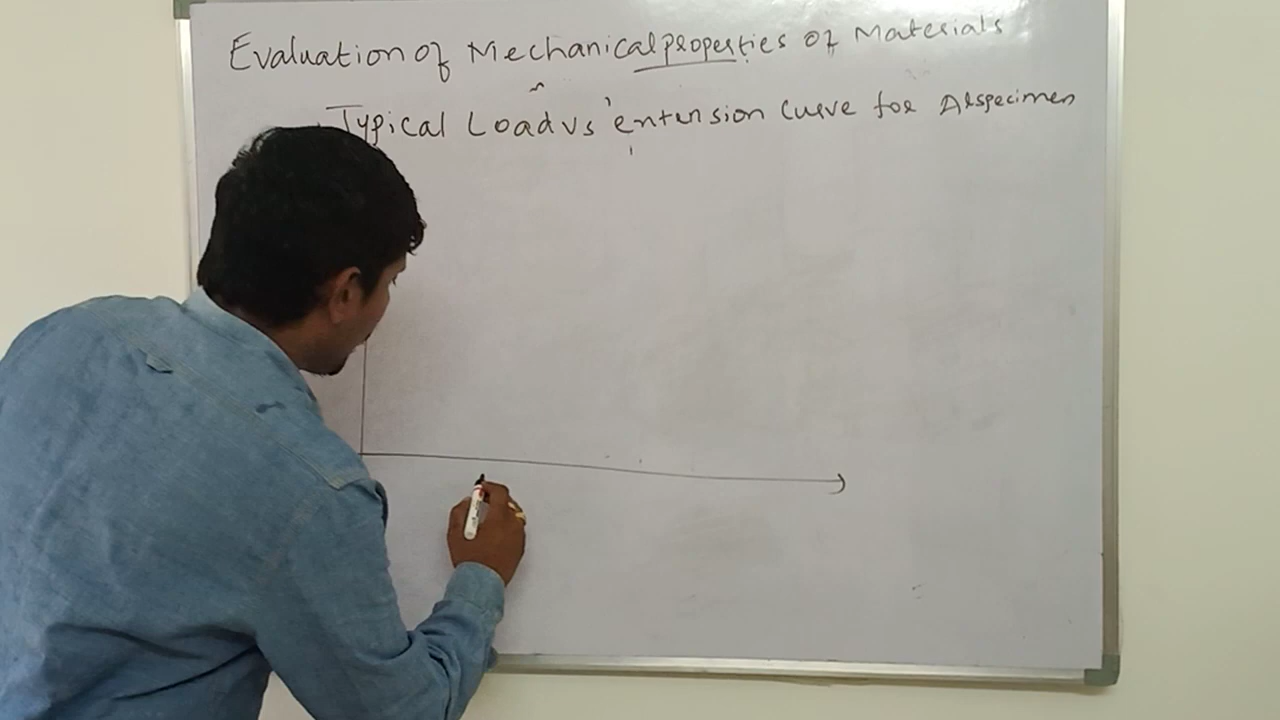 Evaluation of Mechanical properties of Materials
Typical Load vs extension Curve for Al specimen